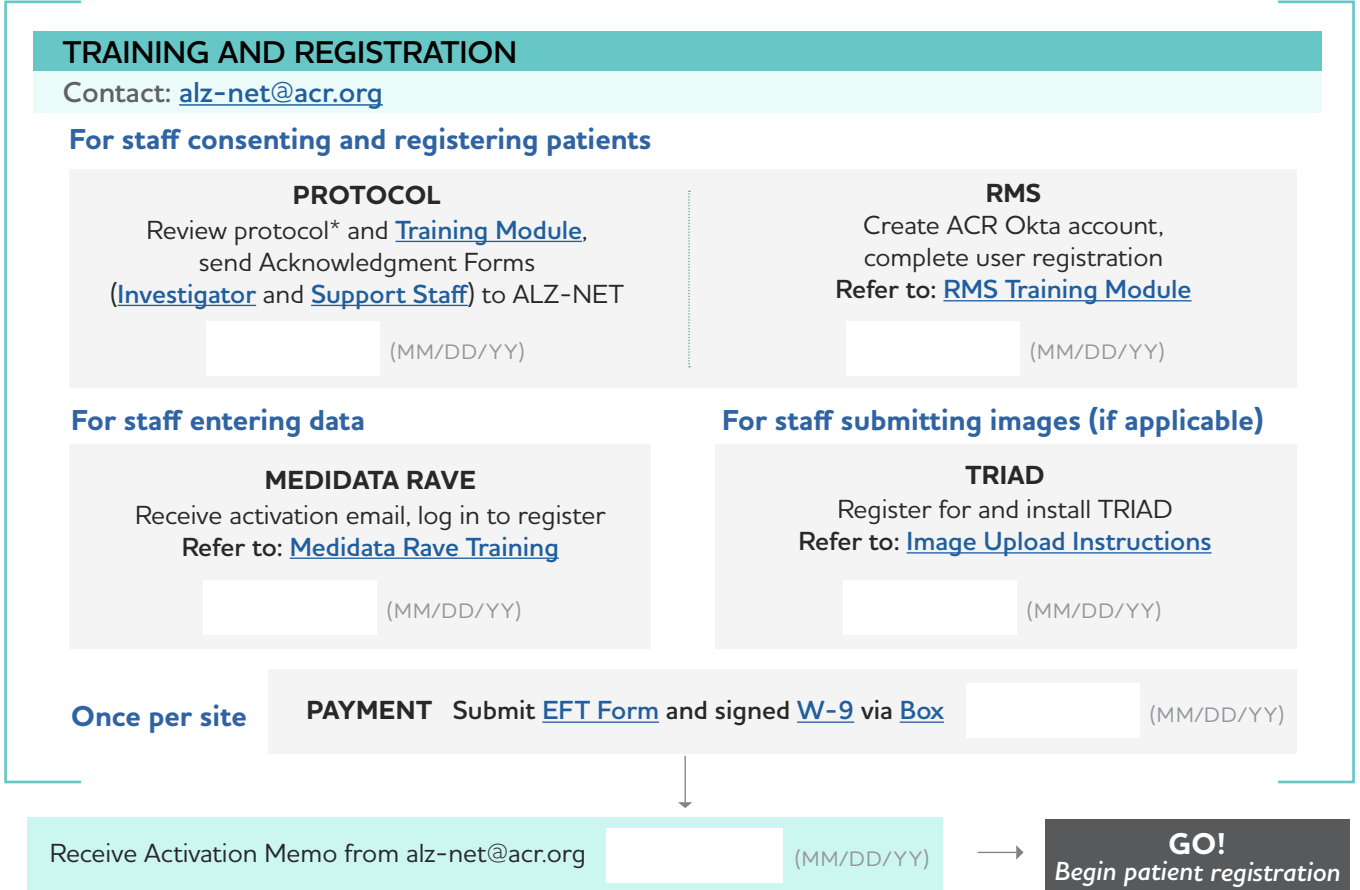 TRAINING AND REGISTRATION
Contact: alz-net@acr.org
For staff consenting and registering patients
PROTOCOL
Review protocol* and Training Module,
send Acknowledgment Forms
(Investigator and Support Staff) to ALZ-NET
(MM/DD/YY)
RMS
Create ACR Okta account,
complete user registration
Refer to: RMS Training Module
(MM/DD/YY)
For staff entering data
MEDIDATA RAVE
Receive activation email, log in to register
Refer to: Medidata Rave Training
(MM/DD/YY)
For staff submitting images (if applicable)
TRIAD
Register for and install TRIAD
Refer to: Image Upload Instructions
(MM/DD/YY)
Once per site
PAYMENT Submit EFT Form and signed W-9 via Box
(MM/DD/YY)
Receive Activation Memo from alz-net@acr.org
(MM/DD/YY)
GO!
Begin patient registration